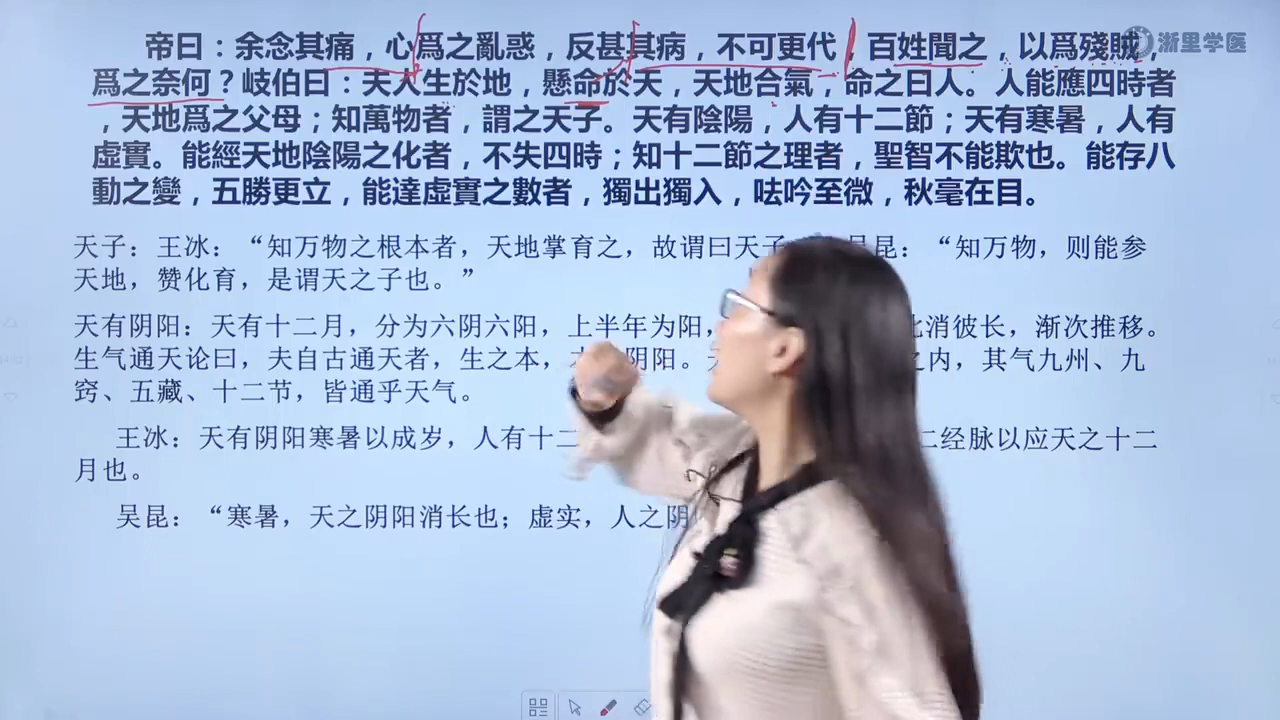 帝曰：余念其痛，心爲之亂惑，反甚其病，不可更代，百姓聞之，以爲殘賊，
爲之奈何？岐伯曰：夫人生於地，懸命於天，天地合氣，命之曰人。人能應四時者
，天地爲之父母；知萬物者，謂之天子。天有陰陽，人有十二節；天有寒暑，人有
虛實。能經天地陰陽之化者，不失四時；知十二節之理者，聖智不能欺也。能存八
動之變，五勝更立，能達虛實之數者，獨出獨入，呿吟至微，秋毫在目。
浙里学医
天子：王冰：“知万物之根本者，天地掌育之，故谓曰天子 昆：“知万物，则能参
天地，赞化育，是谓天之子也。”
天有阴阳：天有十二月，分为六阴六阳，上半年为阳， 消彼长，渐次推移。
生气通天论曰，夫自古通天者，生之本， 阴阳。 之内，其气九州、九
窍、五藏、十二节，皆通乎天气。
王冰：天有阴阳寒暑以成岁，人有十二 二经脉以应天之十二
月也。
吴昆：“寒暑，天之阴阳消长也；虚实，人之阴